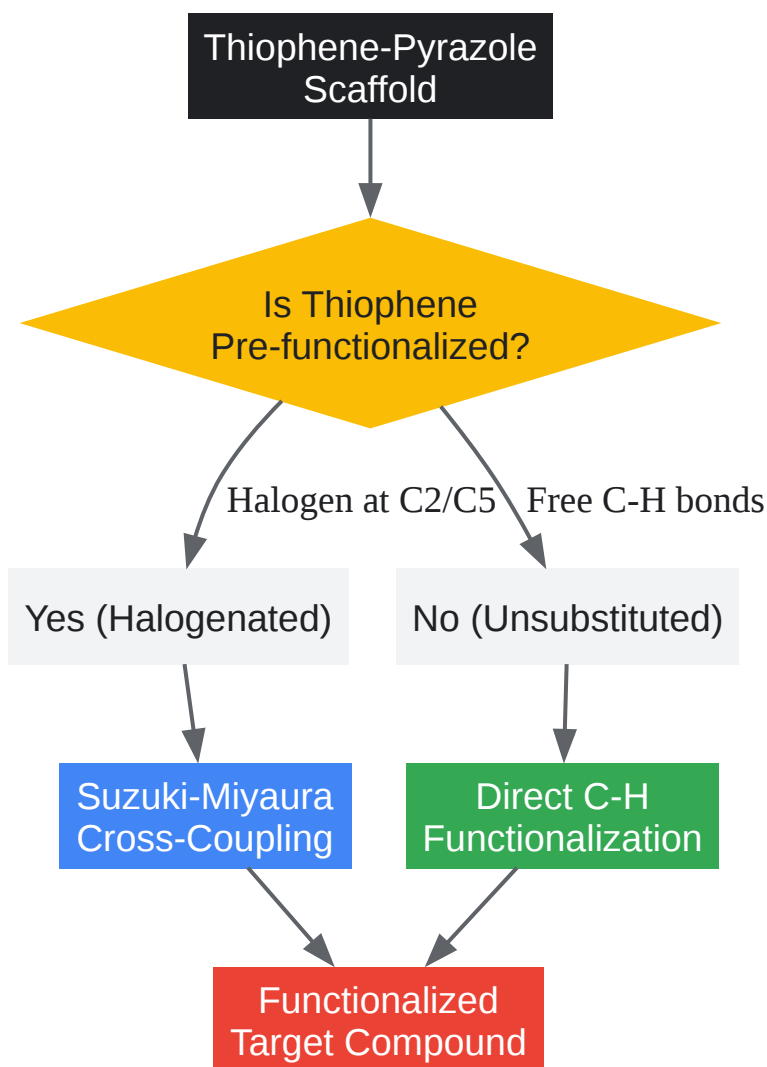 Thiophene-Pyrazole
Scaffold
Is Thiophene
Pre-functionalized?
Halogen at C2/C5
Free C-H bonds
Yes (Halogenated)
No (Unsubstituted)
Suzuki-Miyaura
Cross-Coupling
Direct C-H
Functionalization
Functionalized
Target Compound